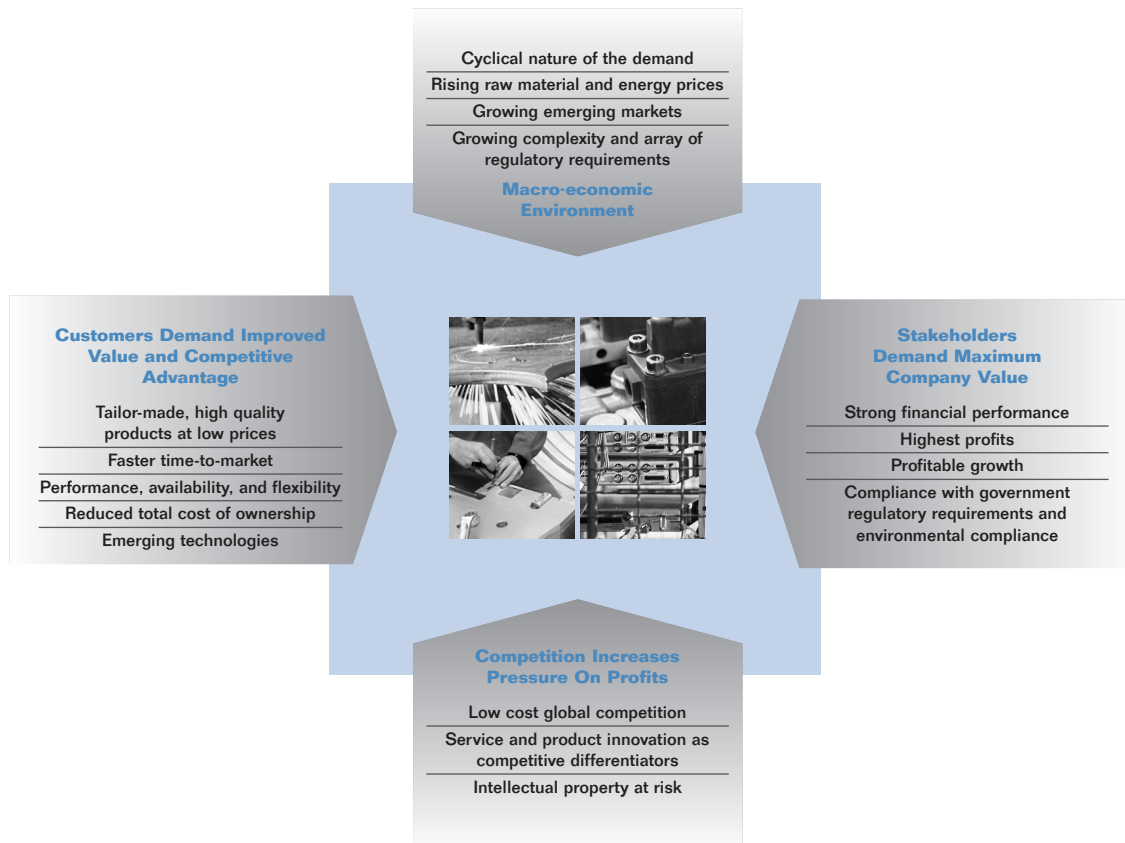 Cyclical nature of the demand
Rising raw material and energy prices
Growing emerging markets
Growing complexity and array of
regulatory requirements
Macro-economic
Environment
Customers Demand Improved
Value and Competitive
Advantage
Tailor-made, high quality
products at low prices
Faster time-to-market
Performance, availability, and flexibility
Reduced total cost of ownership
Emerging technologies
Stakeholders
Demand Maximum
Company Value
Strong financial performance
Highest profits
Profitable growth
Compliance with government
regulatory requirements and
environmental compliance
Competition Increases
Pressure On Profits
Low cost global competition
Service and product innovation as
competitive differentiators
Intellectual property at risk